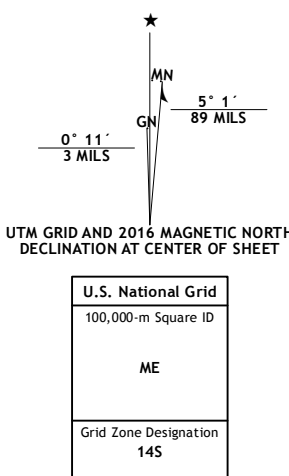 ★
MN
GN
5° 1´
89 MILS
0° 11´
3 MILS
UTM GRID AND 2016 MAGNETIC NORTH
DECLINATION AT CENTER OF SHEET
U.S. National Grid
100,000-m Square ID
ME
Grid Zone Designation
14S